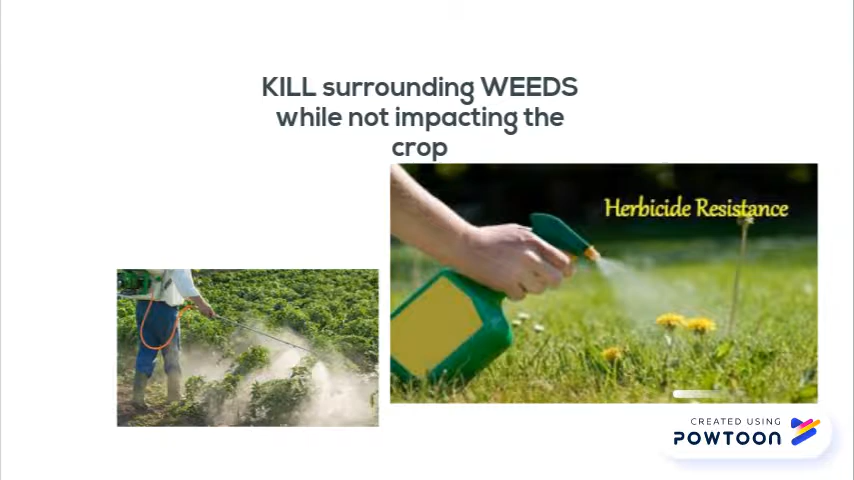 KILL surrounding WEEDS
while not impacting the
crop
Herbicide Resistance
CREATED USING
POWTOON